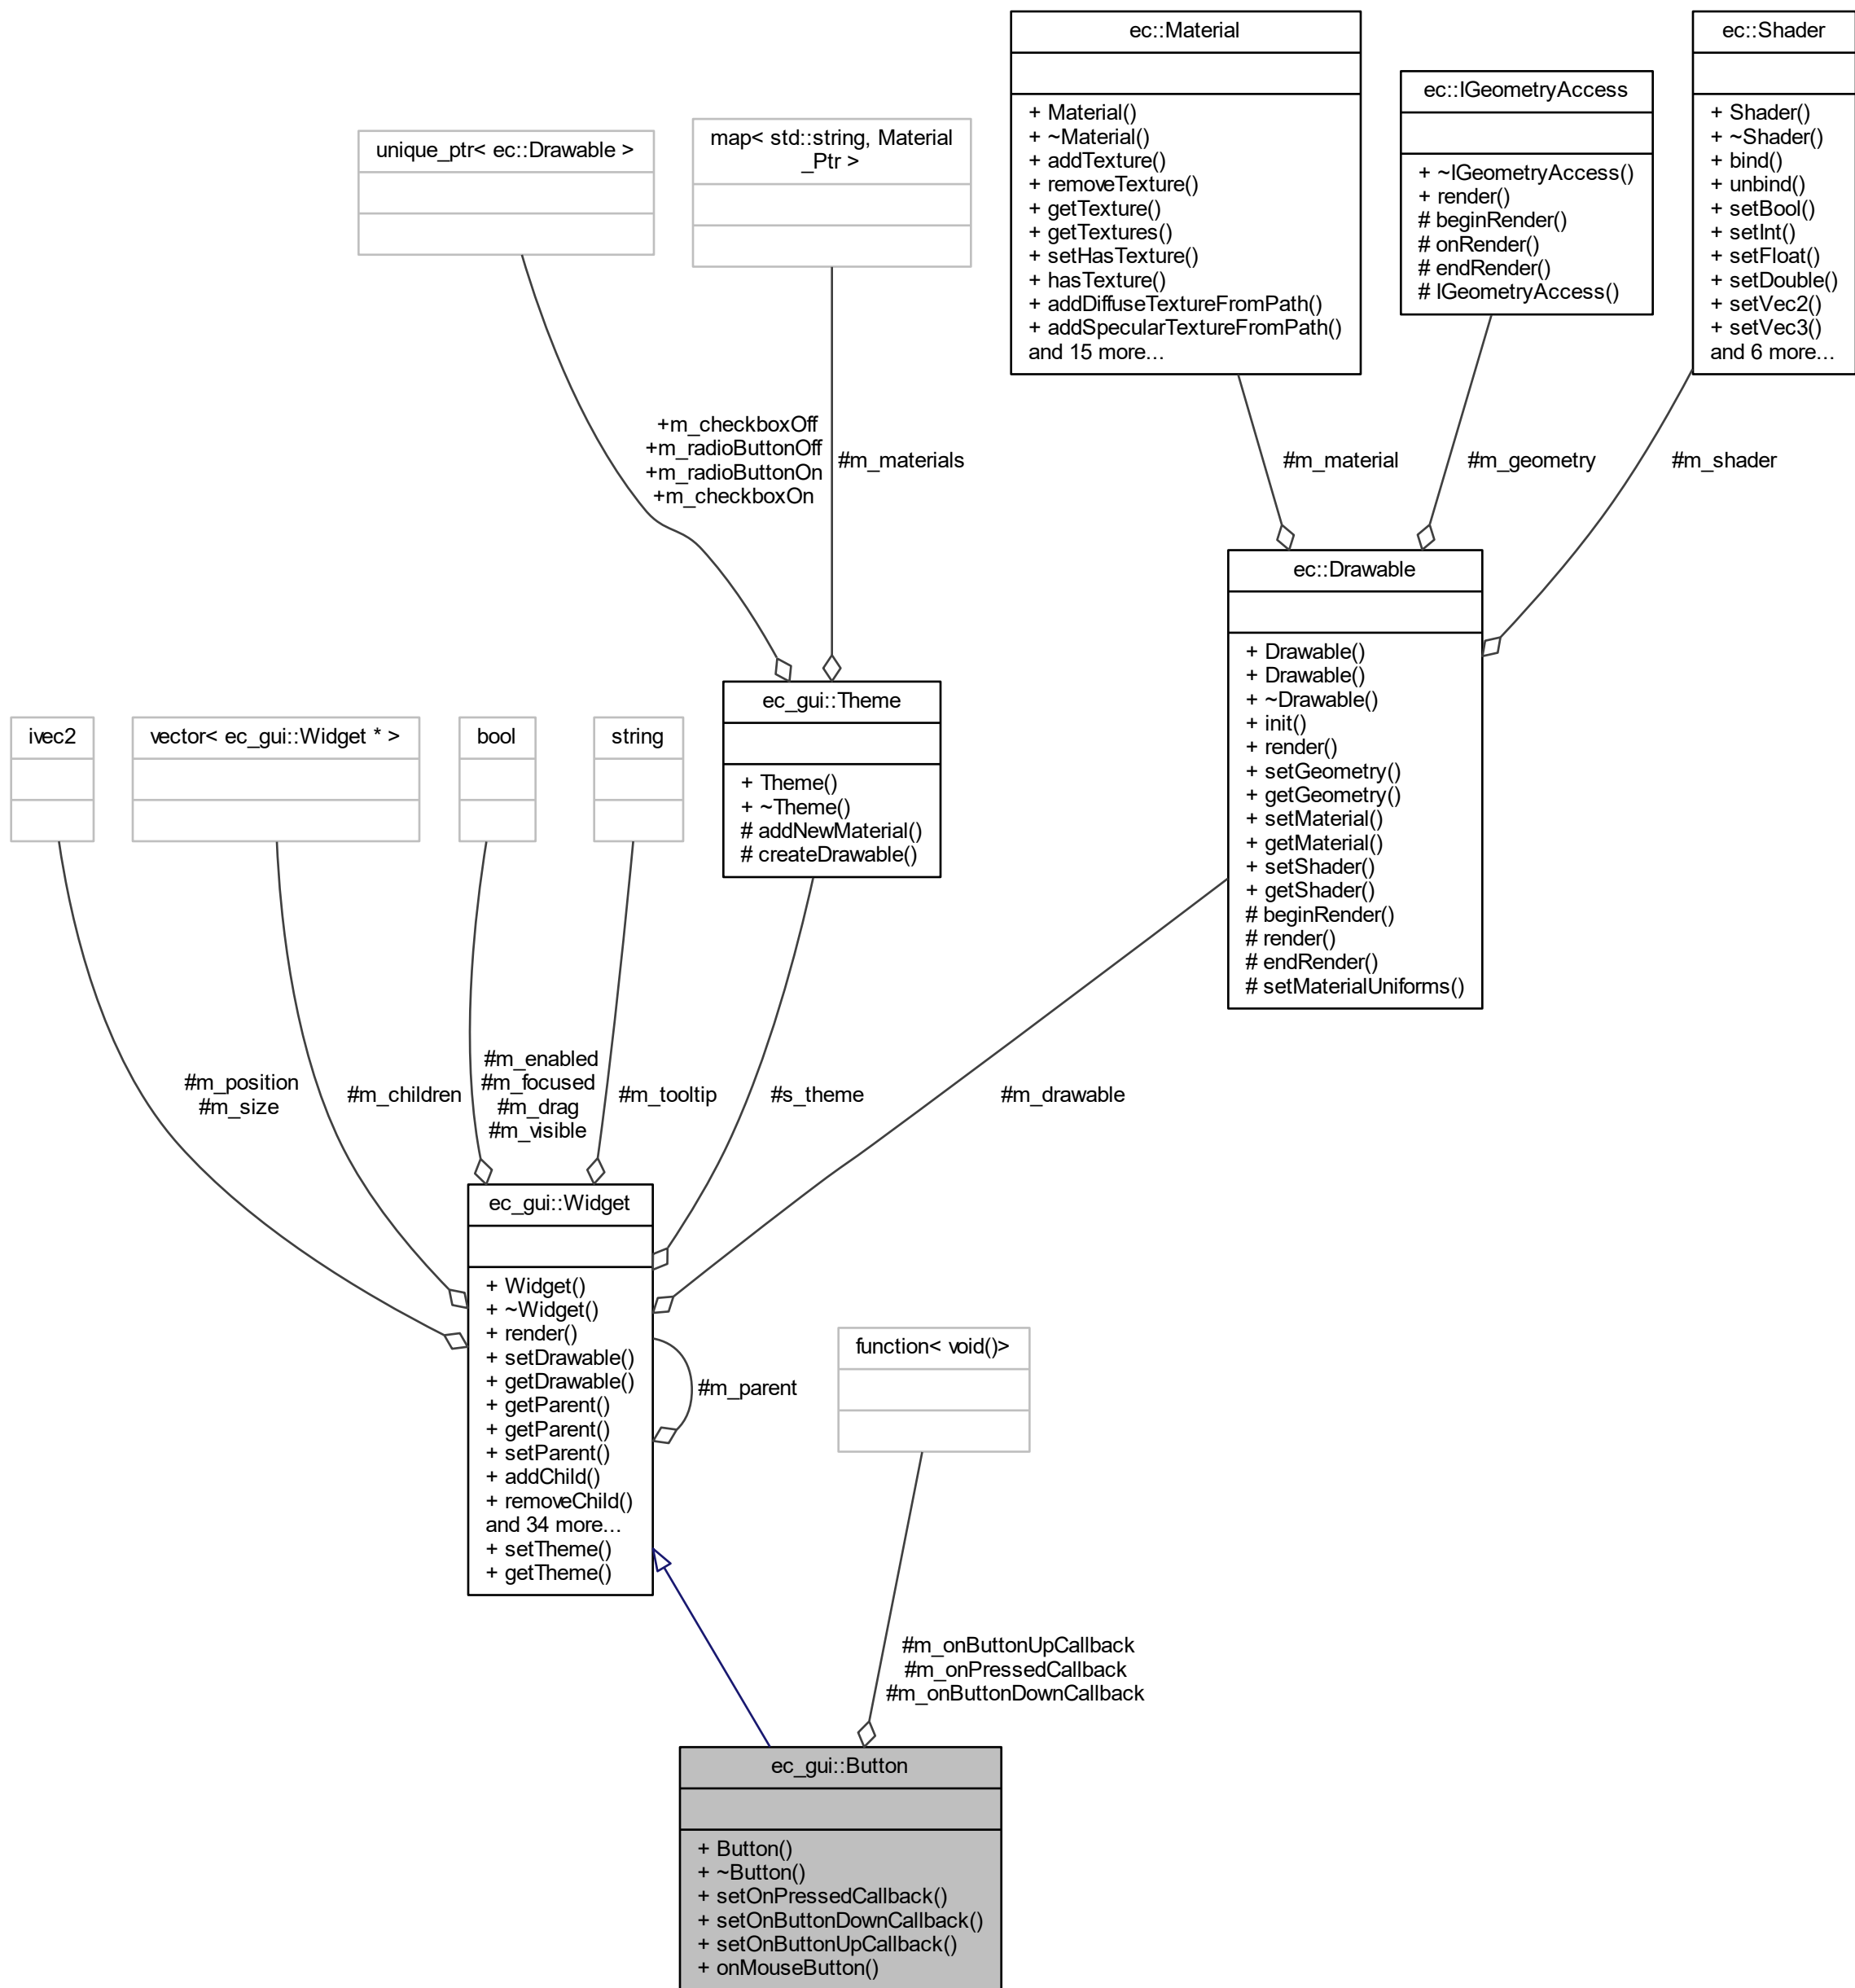 ec::Material
+ Material()
+ ~Material()
+ addTexture()
+ removeTexture()
+ getTexture()
+ getTextures()
+ setHasTexture()
+ hasTexture()
+ addDiffuseTextureFromPath()
+ addSpecularTextureFromPath()
and 15 more...
ec::IGeometryAccess
+ ~IGeometryAccess()
+ render()
# beginRender()
# onRender()
# endRender()
# IGeometryAccess()
ec::Shader
+ Shader()
+ ~Shader()
+ bind()
+ unbind()
+ setBool()
+ setInt()
+ setFloat()
+ setDouble()
+ setVec2()
+ setVec3()
and 6 more...
unique_ptr< ec::Drawable >
map< std::string, Material
_Ptr >
+m_checkboxOff
+m_radioButtonOff
+m_radioButtonOn
+m_checkboxOn
#m_materials
#m_material
#m_geometry
#m_shader
ec::Drawable
+ Drawable()
+ Drawable()
+ ~Drawable()
+ init()
+ render()
+ setGeometry()
+ getGeometry()
+ setMaterial()
+ getMaterial()
+ setShader()
+ getShader()
# beginRender()
# render()
# endRender()
# setMaterialUniforms()
ec_gui::Theme
+ Theme()
+ ~Theme()
# addNewMaterial()
# createDrawable()
ivec2
vector< ec_gui::Widget * >
bool
string
#m_position
#m_size
#m_children
#m_enabled
#m_focused
#m_drag
#m_visible
#m_tooltip
#s_theme
#m_drawable
ec_gui::Widget
+ Widget()
+ ~Widget()
+ render()
+ setDrawable()
+ getDrawable()
+ getParent()
+ getParent()
+ setParent()
+ addChild()
+ removeChild()
and 34 more...
+ setTheme()
+ getTheme()
#m_parent
function< void()>
#m_onButtonUpCallback
#m_onPressedCallback
#m_onButtonDownCallback
ec_gui::Button
+ Button()
+ ~Button()
+ setOnPressedCallback()
+ setOnButtonDownCallback()
+ setOnButtonUpCallback()
+ onMouseButton()